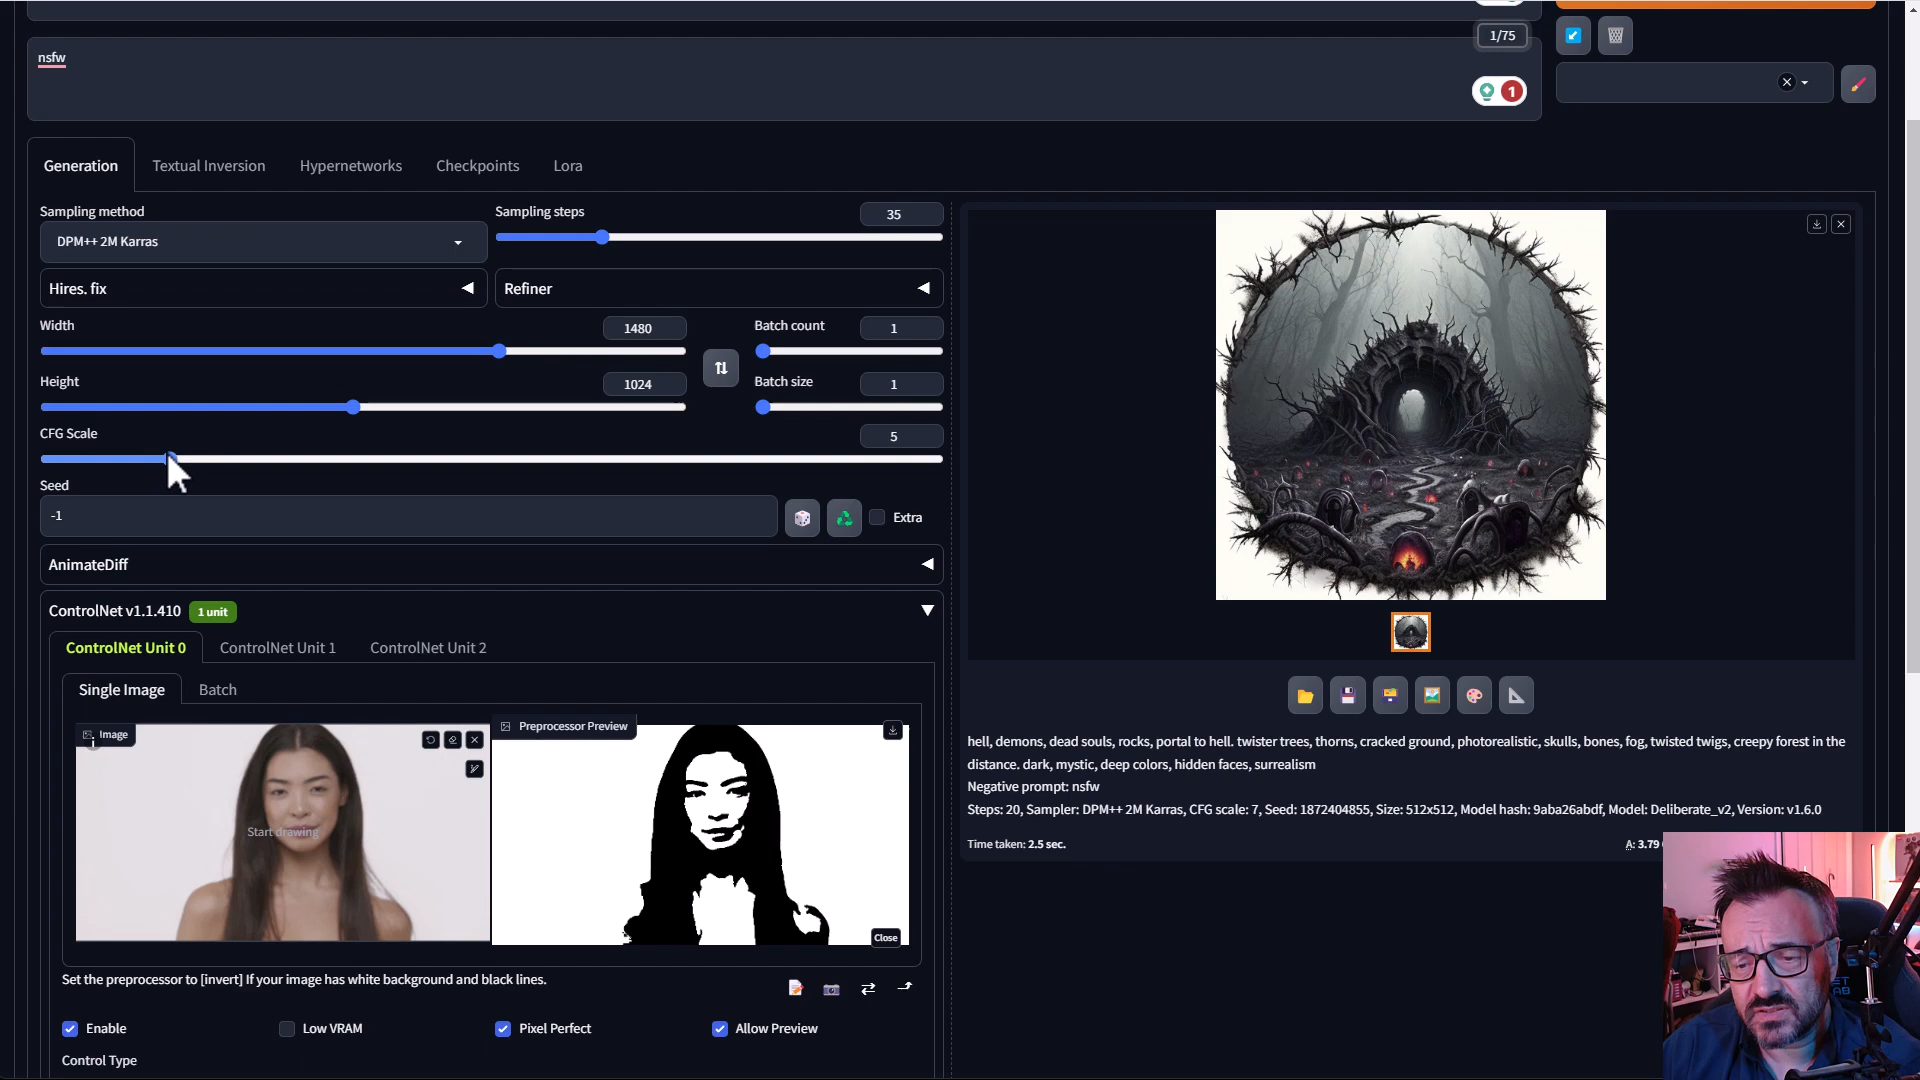 1/75
nsfw
1
Generation
Textual Inversion
Hypernetworks
Checkpoints
Lora
Sampling method
DPM++ 2M Karras
Sampling steps
35
Hires. fix
Refiner
Width
1480
Batch count
1
Height
1024
Batch size
1
CFG Scale
5
Seed
-1
Extra
AnimateDiff
ControlNet v1.1.410
1 unit
ControlNet Unit 0
ControlNet Unit 1
ControlNet Unit 2
Single Image
Batch
Image
Start drawing
Preprocessor Preview
Close
Set the preprocessor to [invert] If your image has white background and black lines.
Enable
Low VRAM
Pixel Perfect
Allow Preview
Control Type
hell, demons, dead souls, rocks, portal to hell. twister trees, thorns, cracked ground, photorealistic, skulls, bones, fog, twisted twigs, creepy forest in the
distance. dark, mystic, deep colors, hidden faces, surrealism
Negative prompt: nsfw
Steps: 20, Sampler: DPM++ 2M Karras, CFG scale: 7, Seed: 1872404855, Size: 512x512, Model hash: 9aba26abdf, Model: Deliberate_v2, Version: v1.6.0
Time taken: 2.5 sec.
A: 3.79